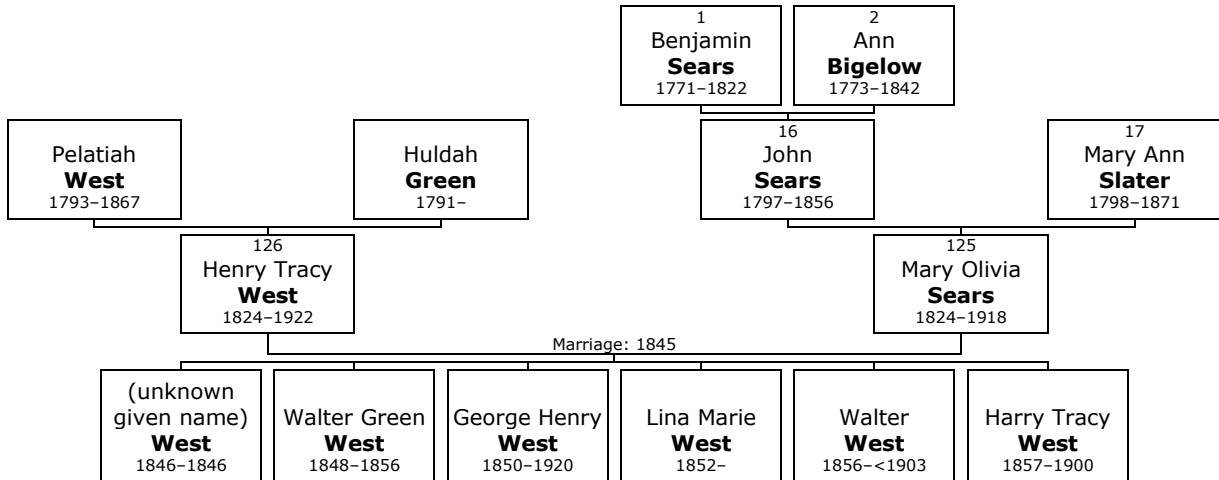 1
Benjamin
Sears
1771–1822
2
Ann
Bigelow
1773–1842
Pelatiah
West
1793–1867
Huldah
Green
1791–
16
John
Sears
1797–1856
17
Mary Ann
Slater
1798–1871
126
Henry Tracy
West
1824–1922
125
Mary Olivia
Sears
1824–1918
Marriage: 1845
(unknown
given name)
West
1846–1846
Walter Green
West
1848–1856
George Henry
West
1850–1920
Lina Marie
West
1852–
Walter
West
1856–<1903
Harry Tracy
West
1857–1900